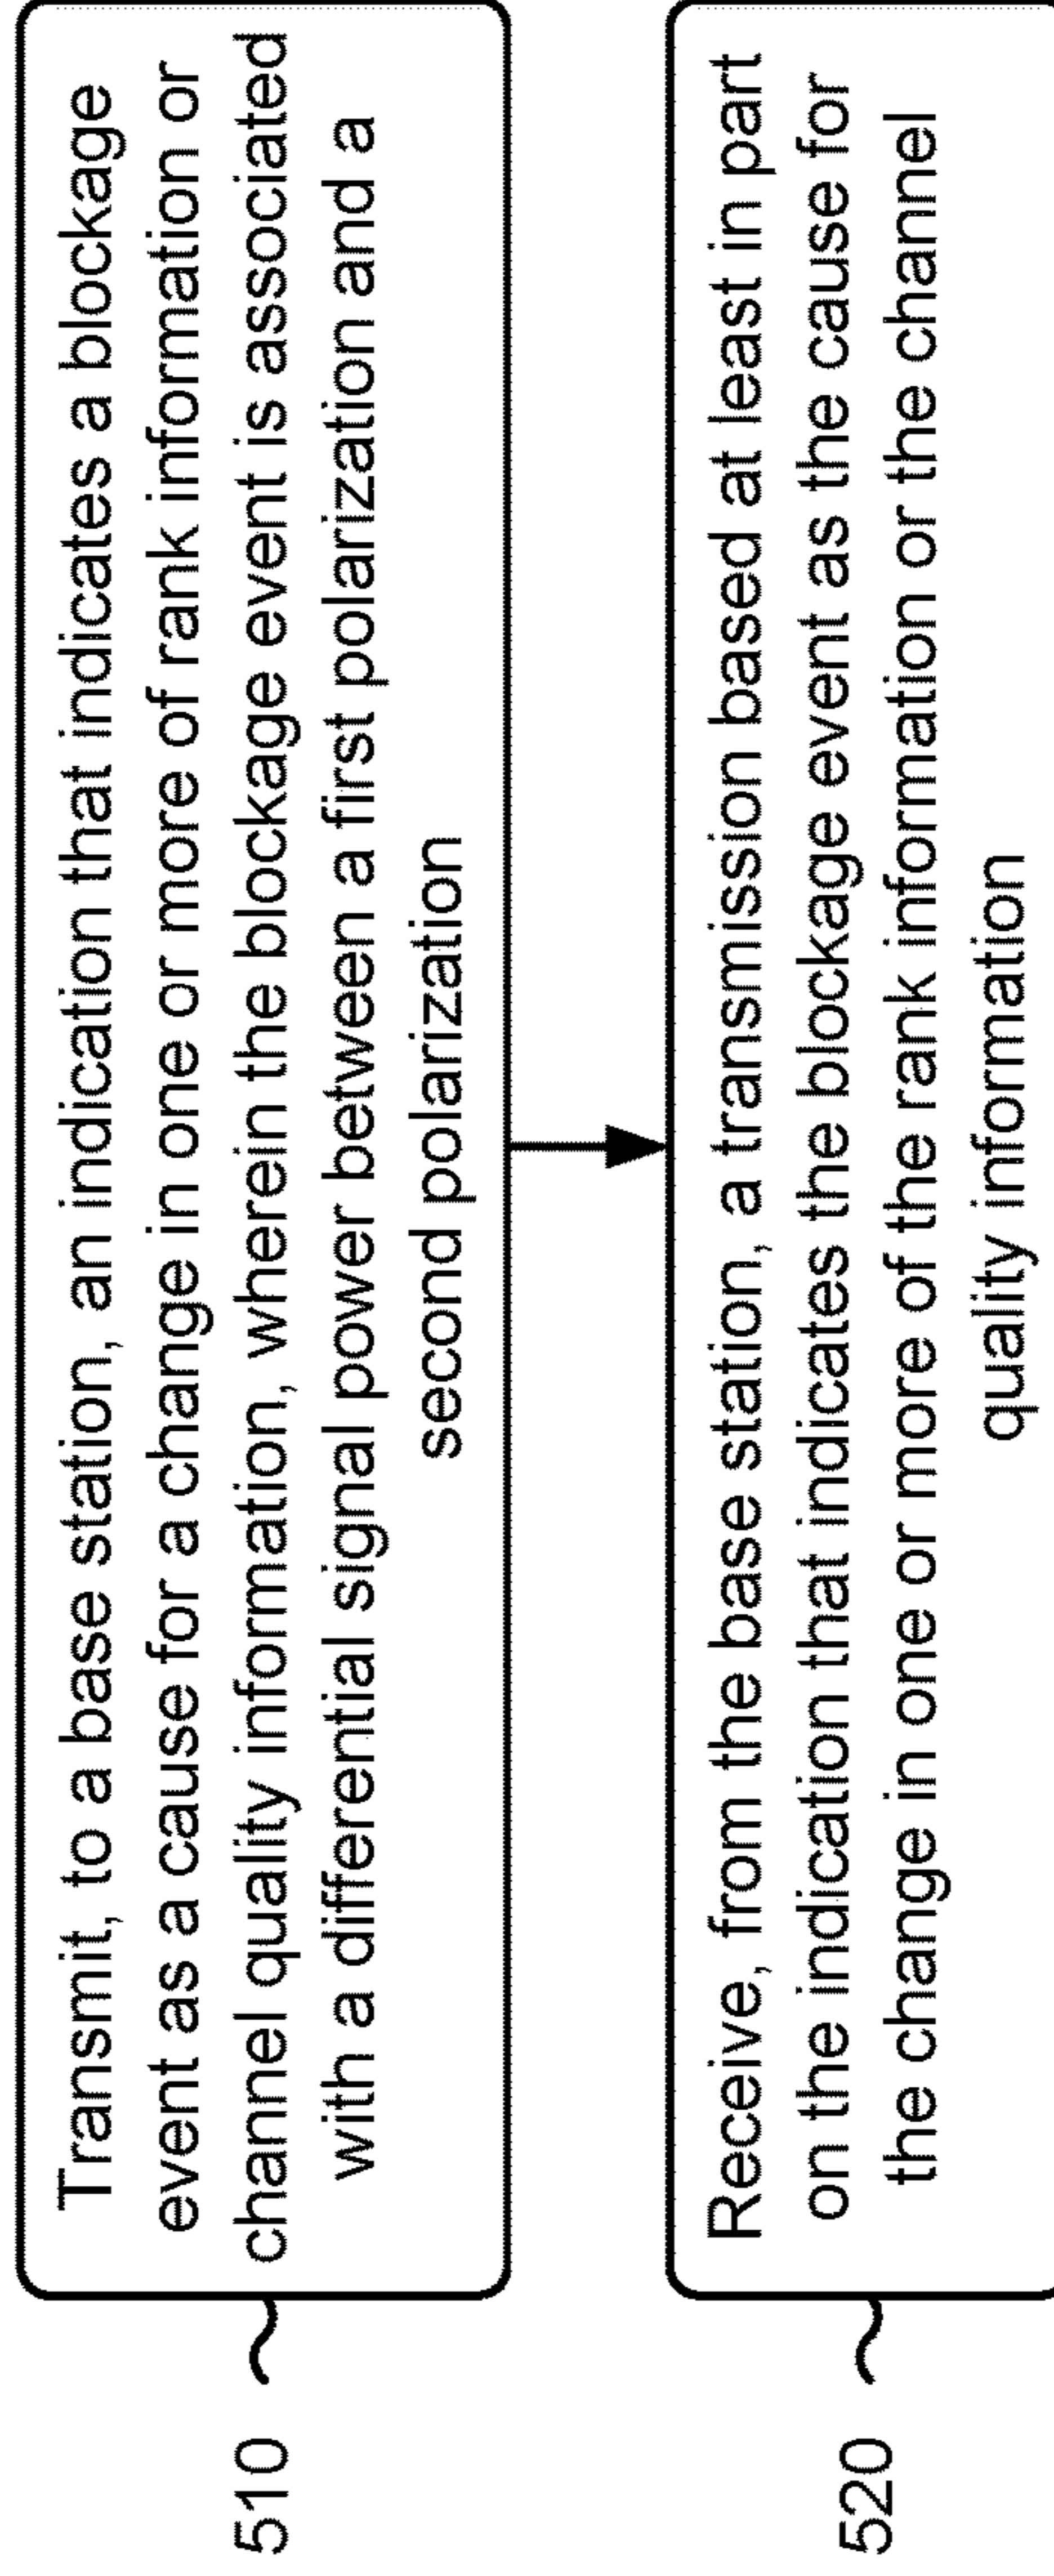 510
Transmit, to a base station, an indication that indicates a blockage
event as a cause for a change in one or more of rank information or
channel quality information, wherein the blockage event is associated
with a differential signal power between a first polarization and a
second polarization
520
Receive, from the base station, a transmission based at least in part
on the indication that indicates the blockage event as the cause for
the change in one or more of the rank information or the channel
quality information